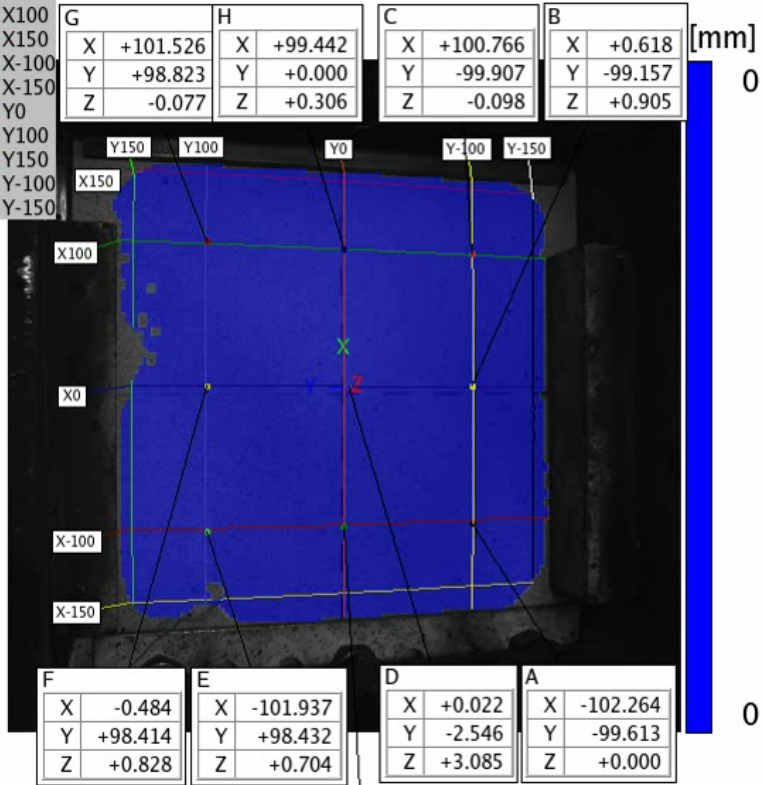 X100
X150
X-100
X-150
Y0
Y100
Y150
Y-100
Y-150
G
X +101.526
Y +98.823
Z -0.077
H
X +99.442
Y +0.000
Z +0.306
C
X +100.766
Y -99.907
Z -0.098
B
X +0.618
Y -99.157
Z +0.905
[mm]
0
0
Y150 Y100 Y0 Y-100 Y-150
X150
X100
X
Y Z
X0
X-100
X-150
F
X -0.484
Y +98.414
Z +0.828
E
X -101.937
Y +98.432
Z +0.704
D
X +0.022
Y -2.546
Z +3.085
A
X -102.264
Y -99.613
Z +0.000